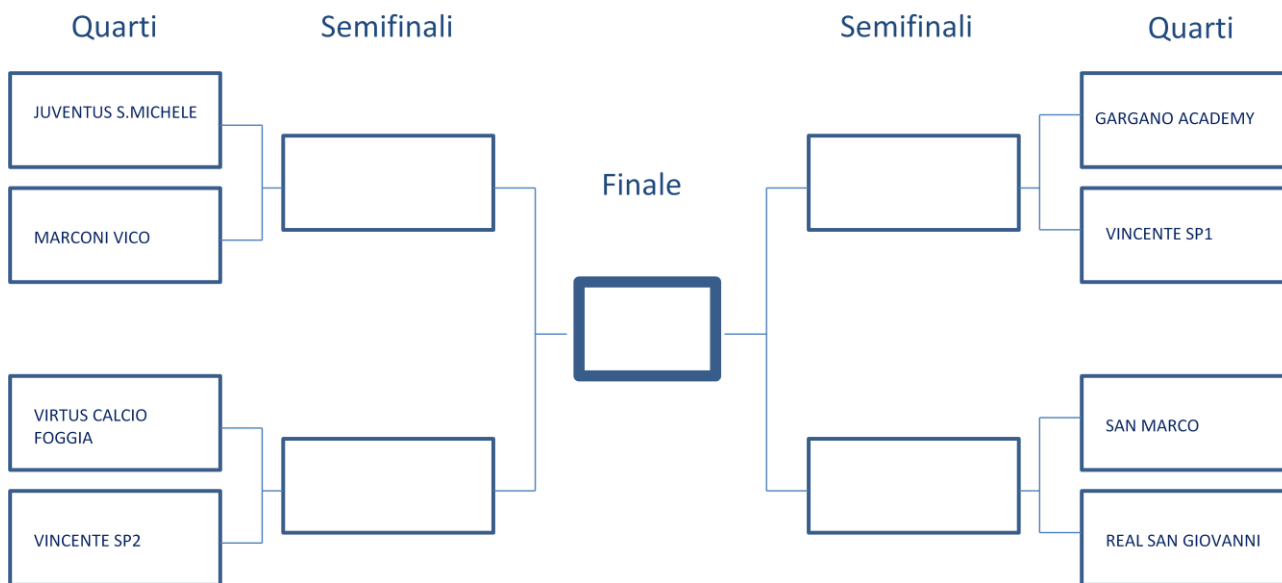 Quarti
Semifinali
Semifinali
Quarti
JUVENTUS S.MICHELE
GARGANO ACADEMY
Finale
MARCONI VICO
VINCENTE SP1
VIRTUS CALCIO
FOGGIA
SAN MARCO
VINCENTE SP2
REAL SAN GIOVANNI